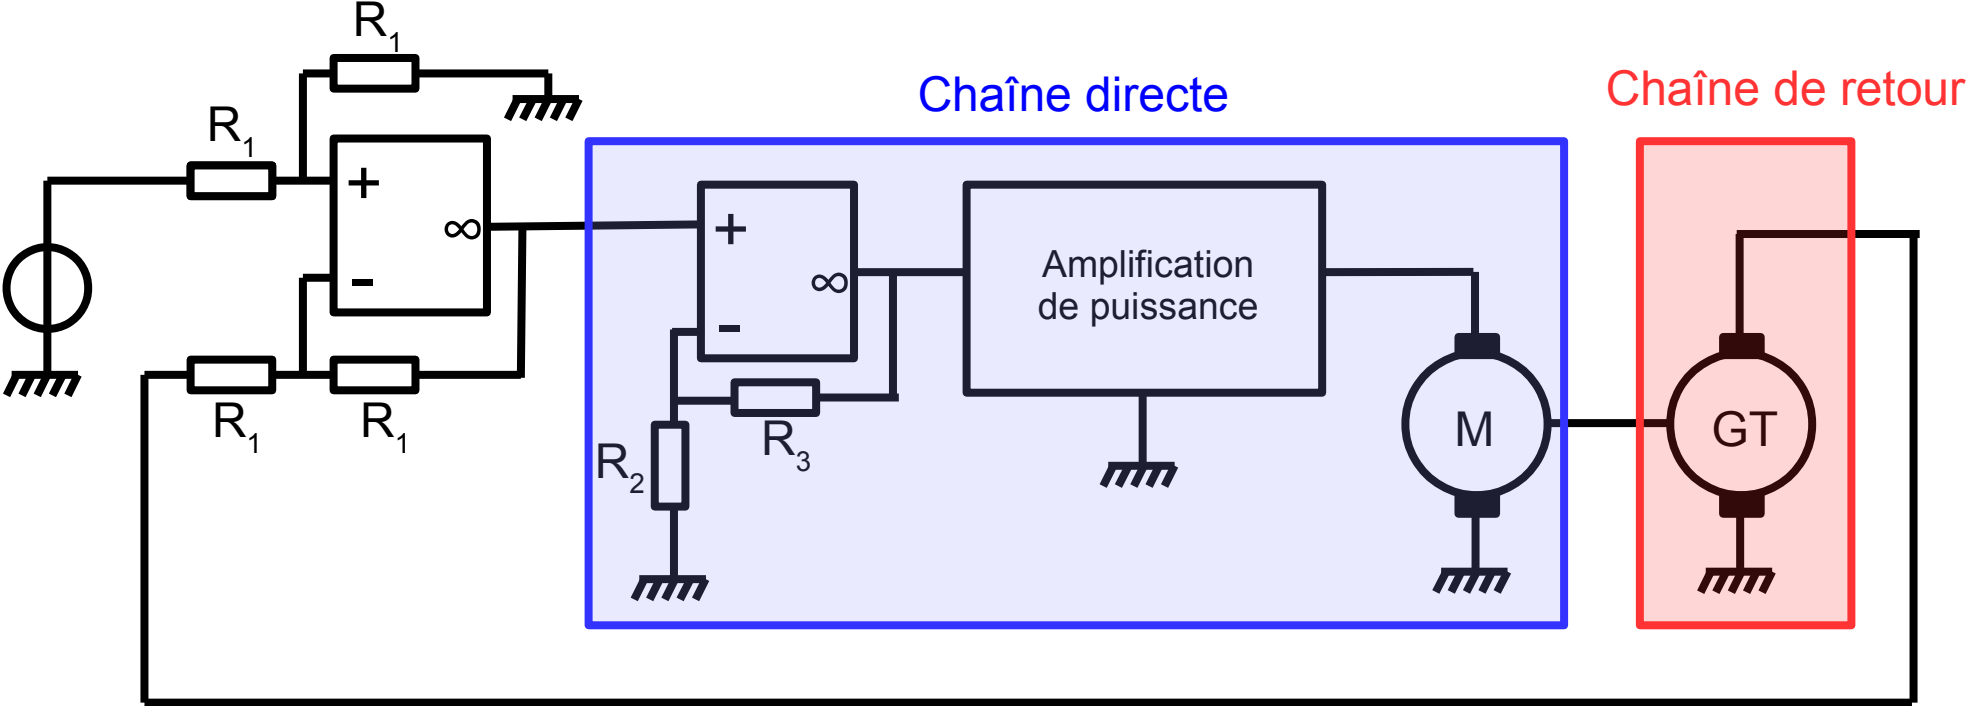 R₁
R₁
Chaîne directe
Chaîne de retour
+
∞
-
+
∞
-
Amplification
de puissance
R₁
R₁
R₂
R₃
M
GT